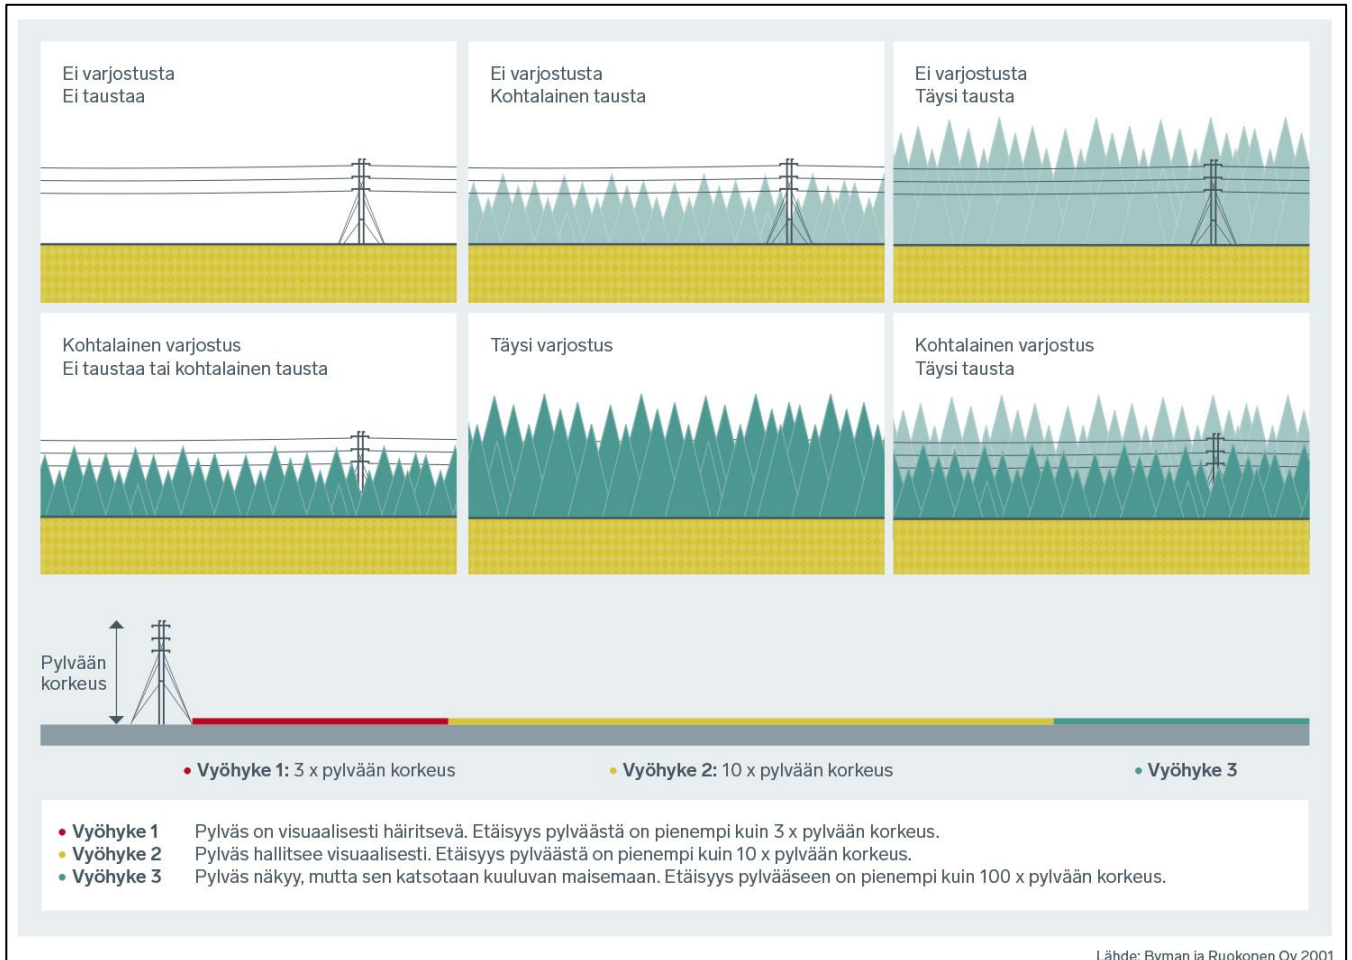 Ei varjostusta
Ei taustaa
Ei varjostusta
Kohtalainen tausta
Ei varjostusta
Täysi tausta
Kohtalainen varjostus
Ei taustaa tai kohtalainen tausta
Täysi varjostus
Kohtalainen varjostus
Täysi tausta
Pylvään
korkeus
• Vyöhyke 1: 3 x pylvään korkeus
• Vyöhyke 2: 10 x pylvään korkeus
• Vyöhyke 3
• Vyöhyke 1 Pylväs on visuaalisesti häiritsevä. Etäisyys pylväästä on pienempi kuin 3 x pylvään korkeus.
• Vyöhyke 2 Pylväs hallitsee visuaalisesti. Etäisyys pylväästä on pienempi kuin 10 x pylvään korkeus.
• Vyöhyke 3 Pylväs näkyy, mutta sen katsotaan kuuluvan maisemaan. Etäisyys pylvääseen on pienempi kuin 100 x pylvään korkeus.
Lähde: Byman ja Ruokonen Oy 2001